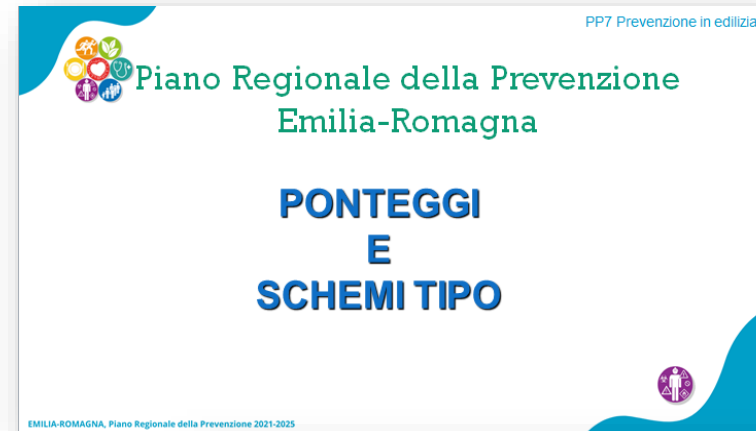 PP7 Prevenzione in edilizia
Piano Regionale della Prevenzione
Emilia-Romagna
PONTEGGI
E
SCHEMI TIPO
EMILIA-ROMAGNA, Piano Regionale della Prevenzione 2021-2025